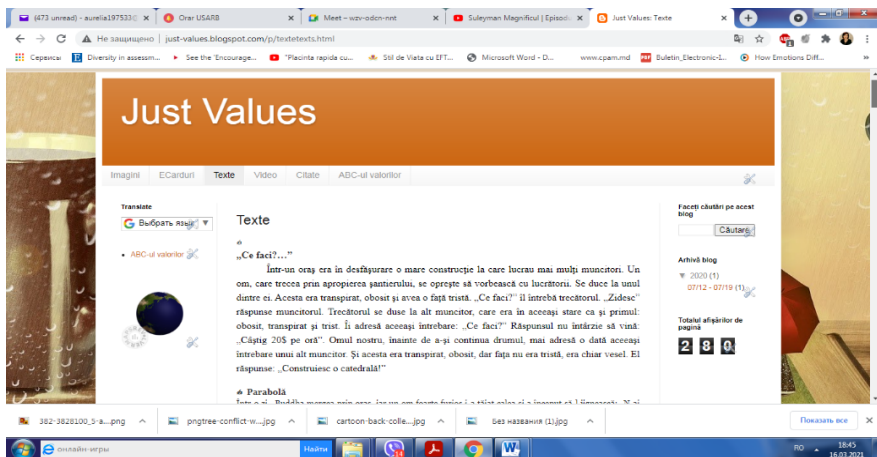 (473 unread) - aurelia197533@
Orar USARB
Meet – wzv-odcn-nnt
Suleyman Magnificul | Episod
Just Values: Texte
Не защищено | just-values.blogspot.com/p/textetexts.html
Сервисы
Diversity in assessm...
See the 'Encourage...
"Placinta rapida cu...
Stil de Viata cu EFT...
Microsoft Word - D...
www.cpam.md
Buletin_Electronic-1...
How Emotions Diff...
Just Values
Imagini
ECarduri
Texte
Video
Citate
ABC-ul valorilor
Translate
Выбрать язык
ABC-ul valorilor
Texte
„Ce faci?...”
Într-un oraș era în desfășurare o mare construcție la care lucrau mai mulți muncitori. Un
om, care trecea prin apropierea șantierului, se oprește să vorbească cu lucrătorii. Se duce la unul
dintre ei. Acesta era transpirat, obosit și avea o față tristă. „Ce faci?” îl întrebă trecătorul. „Zidesc”
răspunse muncitorul. Trecătorul se duse la alt muncitor, care era în aceeași stare ca și primul:
obosit, transpirat și trist. Îi adresă aceeași întrebare: „Ce faci?” Răspunsul nu întârzie să vină:
„Câștig 20$ pe oră”. Omul nostru, înainte de a-și continua drumul, mai adresă o dată aceeași
întrebare unui alt muncitor. Și acesta era transpirat, obosit, dar fața nu era tristă, era chiar vesel. El
răspunse: „Construiesc o catedrală!”
Parabolă
Faceți căutări pe acest
blog
Căutare
Arhivă blog
▼ 2020 (1)
07/12 - 07/19 (1)
Totalul afișărilor de
pagină
280
382-3828100_5-a....png
pngtree-conflict-w....jpg
cartoon-back-colle....jpg
Без названия (1).jpg
Показать все
онлайн-игры
Найти
14
RO
18:45
16.03.2021